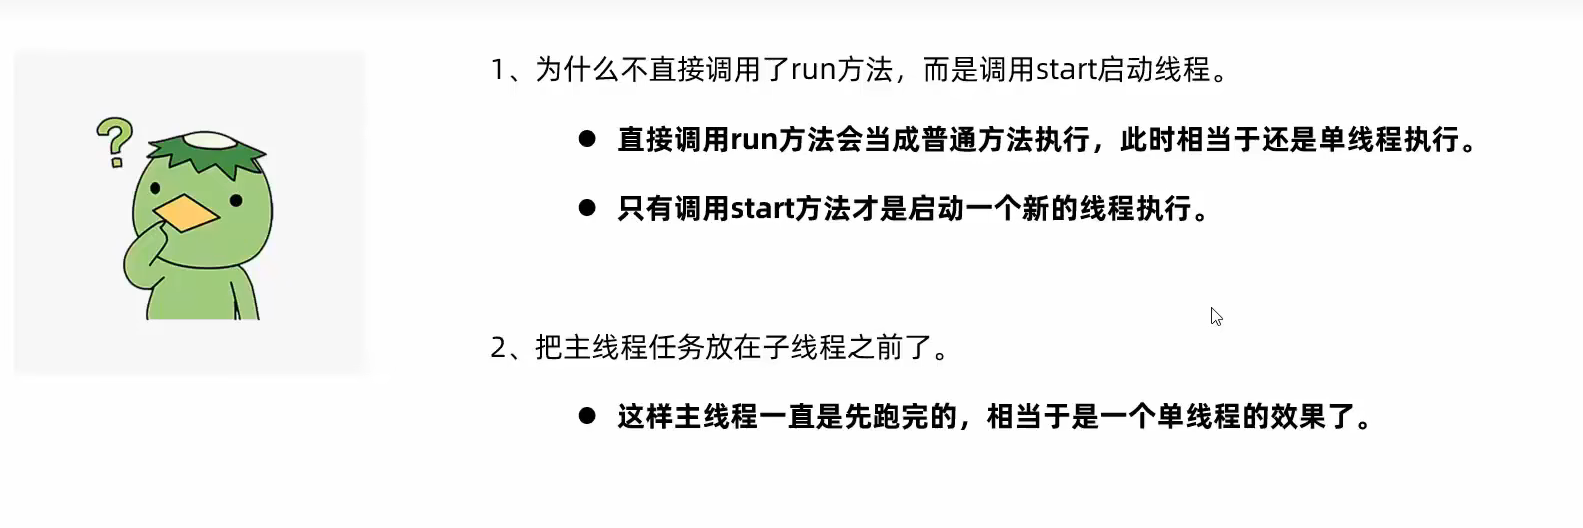 1、为什么不直接调用了run方法，而是调用start启动线程。
● 直接调用run方法会当成普通方法执行，此时相当于还是单线程执行。
● 只有调用start方法才是启动一个新的线程执行。
?
2、把主线程任务放在子线程之前了。
● 这样主线程一直是先跑完的，相当于是一个单线程的效果了。